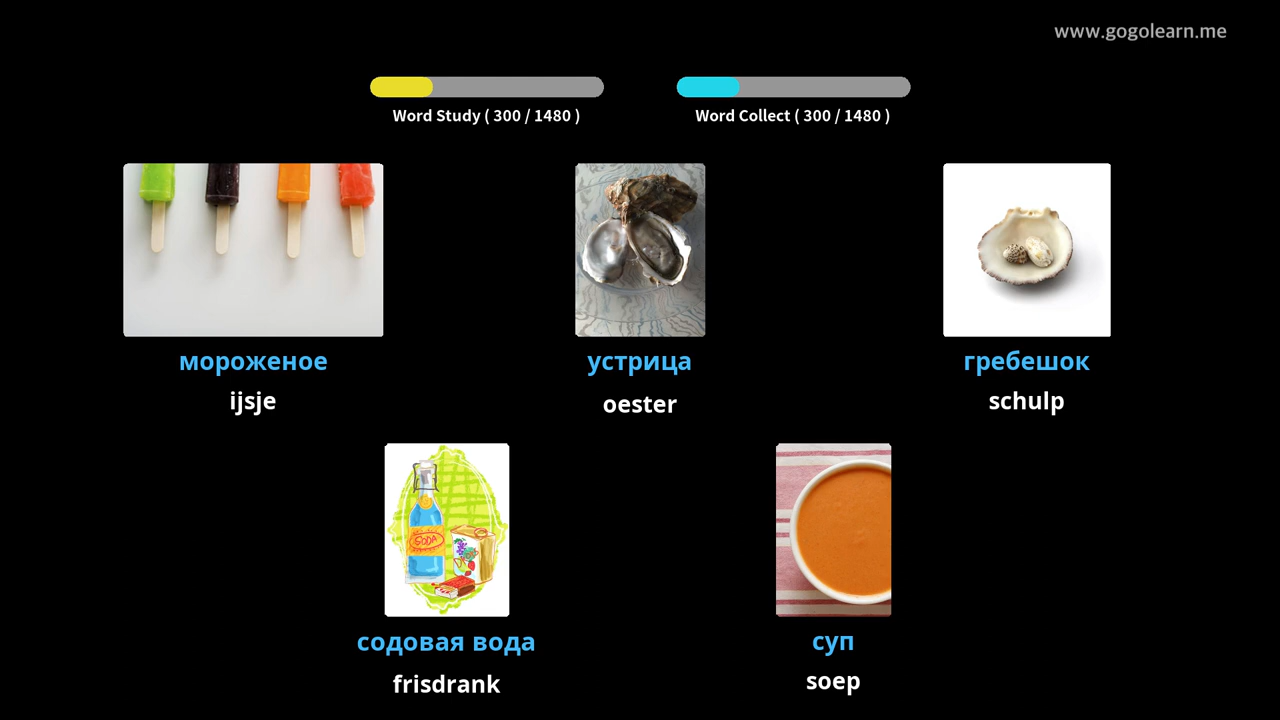 www.gogolearn.me
Word Study ( 300 / 1480 )
Word Collect ( 300 / 1480 )
мороженое
ijsje
устрица
oester
гребешок
schulp
SODA
содовая вода
frisdrank
суп
soep